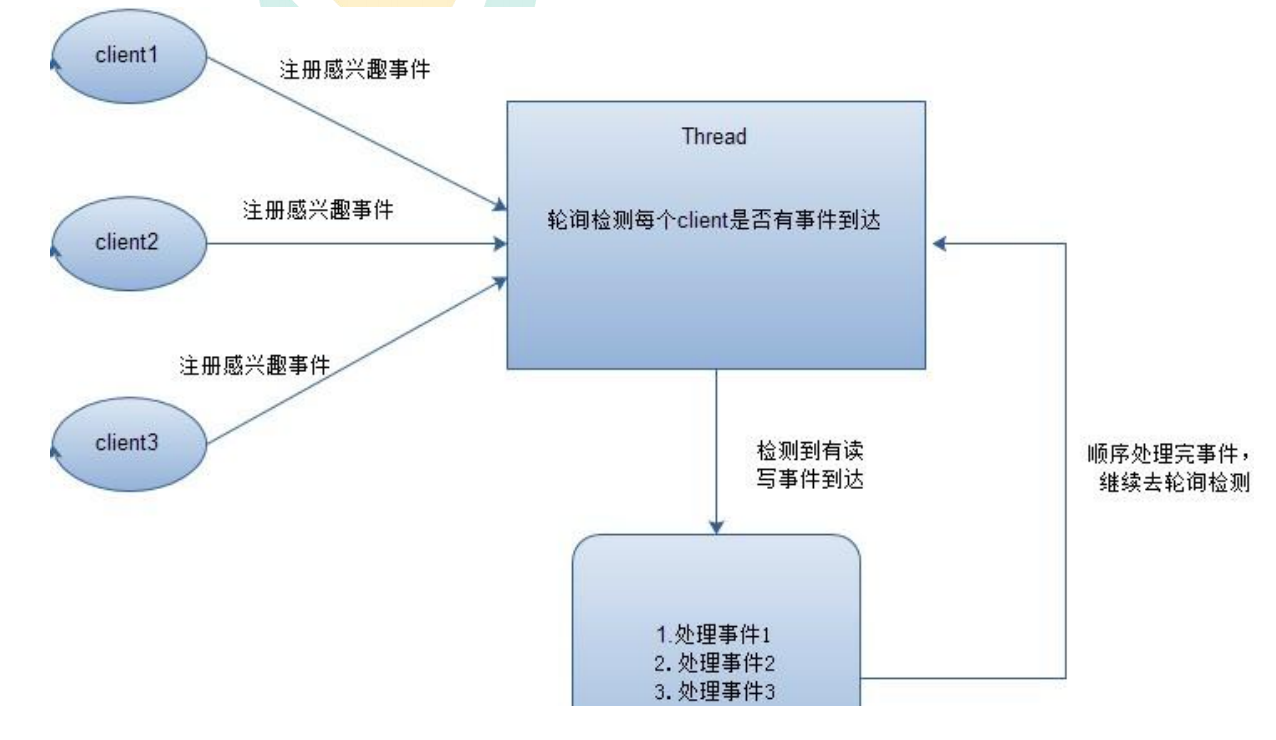 client1
注册感兴趣事件
Thread
注册感兴趣事件
轮询检测每个client是否有事件到达
client2
注册感兴趣事件
client3
检测到有读
写事件到达
顺序处理完事件，
继续去轮询检测
1.处理事件1
2. 处理事件2
3. 处理事件3